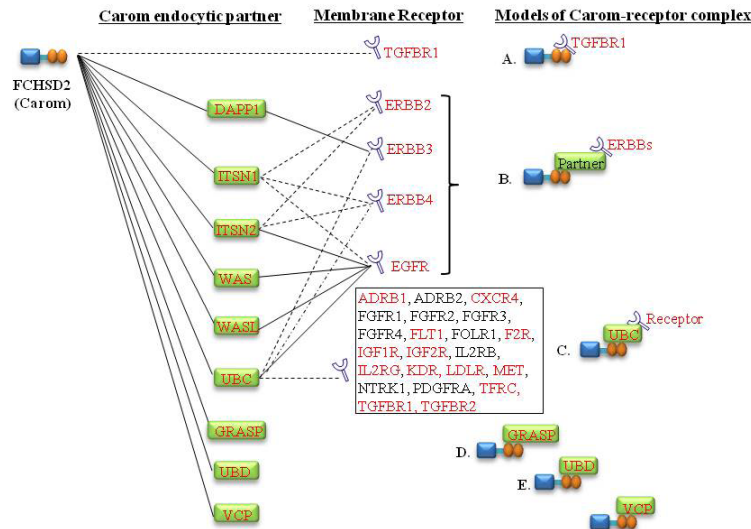 Carom endocytic partner
Membrane Receptor
Models of Carom-receptor complex
FCHSD2
(Carom)
TGFBR1
A.
TGFBR1
DAPP1
ERBB2
ERBB3
ERBBs
Partner
B.
ITSN1
ERBB4
ITSN2
EGFR
WAS
WASL
UBC
ADRB1, ADRB2, CXCR4,
FGFR1, FGFR2, FGFR3,
FGFR4, FLT1, FOLR1, F2R,
IGF1R, IGF2R, IL2RB,
IL2RG, KDR, LDLR, MET,
NTRK1, PDGFRA, TFRC,
TGFBR1, TGFBR2
Receptor
UBC
C.
GRASP
GRASP
D.
UBD
UBD
E.
VCP
VCP